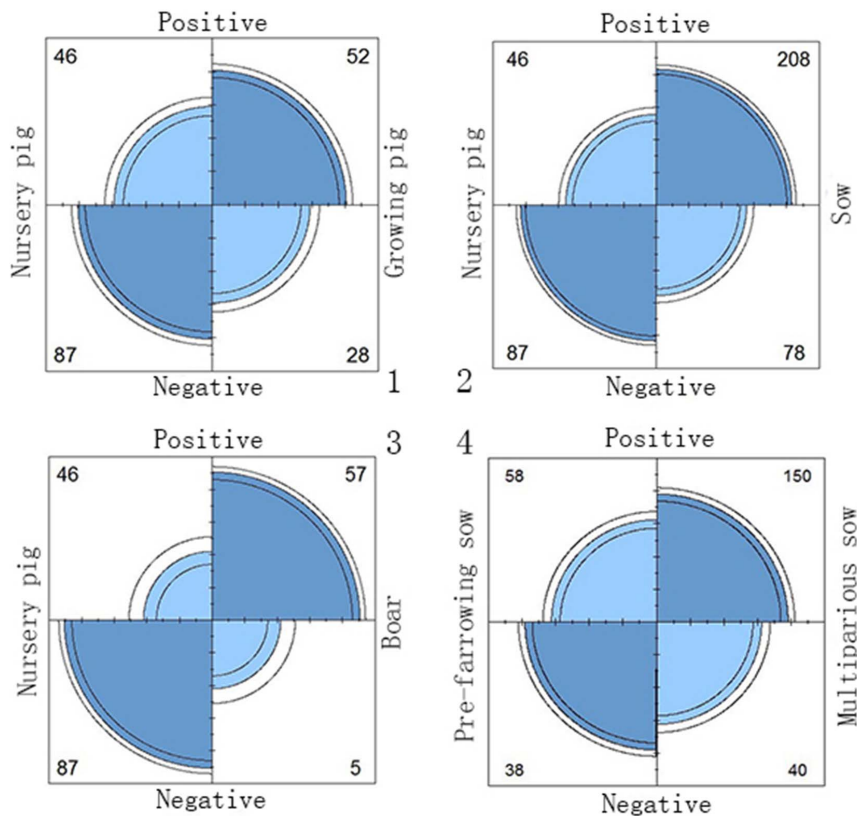 Positive
46 52
Nursery pig
Growing pig
87 28
Negative
1
Positive
46 208
Nursery pig
Sow
87 78
Negative
2
Positive
3
46 57
Nursery pig
Boar
87 5
Negative
4
Positive
58 150
Pre-farrowing sow
Multiparious sow
38 40
Negative